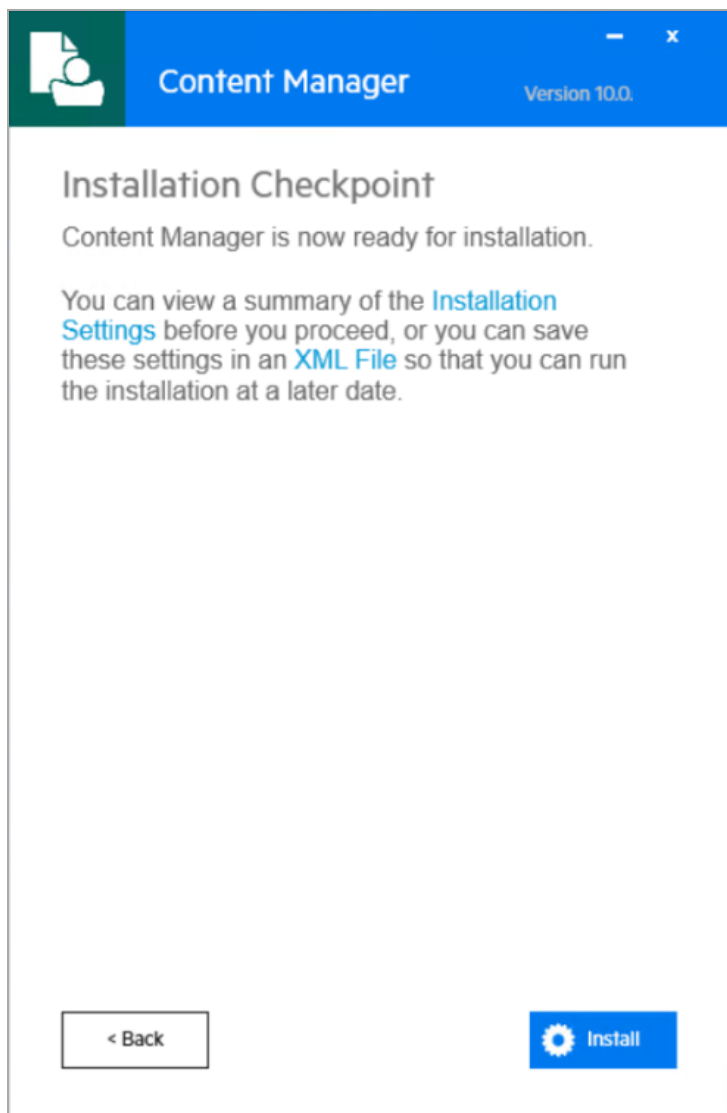 Content Manager
Version 10.0.
Installation Checkpoint
Content Manager is now ready for installation.
You can view a summary of the Installation
Settings before you proceed, or you can save
these settings in an XML File so that you can run
the installation at a later date.
< Back
Install